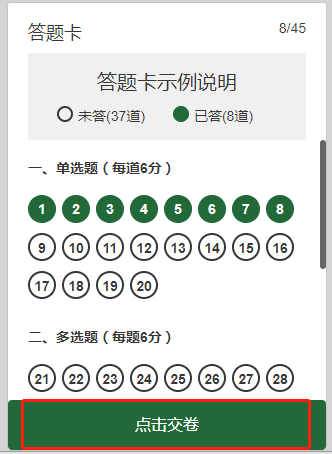 答题卡 8/45
答题卡示例说明
未答(37道) 已答(8道)
一、单选题（每道6分）
1 2 3 4 5 6 7 8
9 10 11 12 13 14 15 16
17 18 19 20
二、多选题（每题6分）
21 22 23 24 25 26 27 28
点击交卷